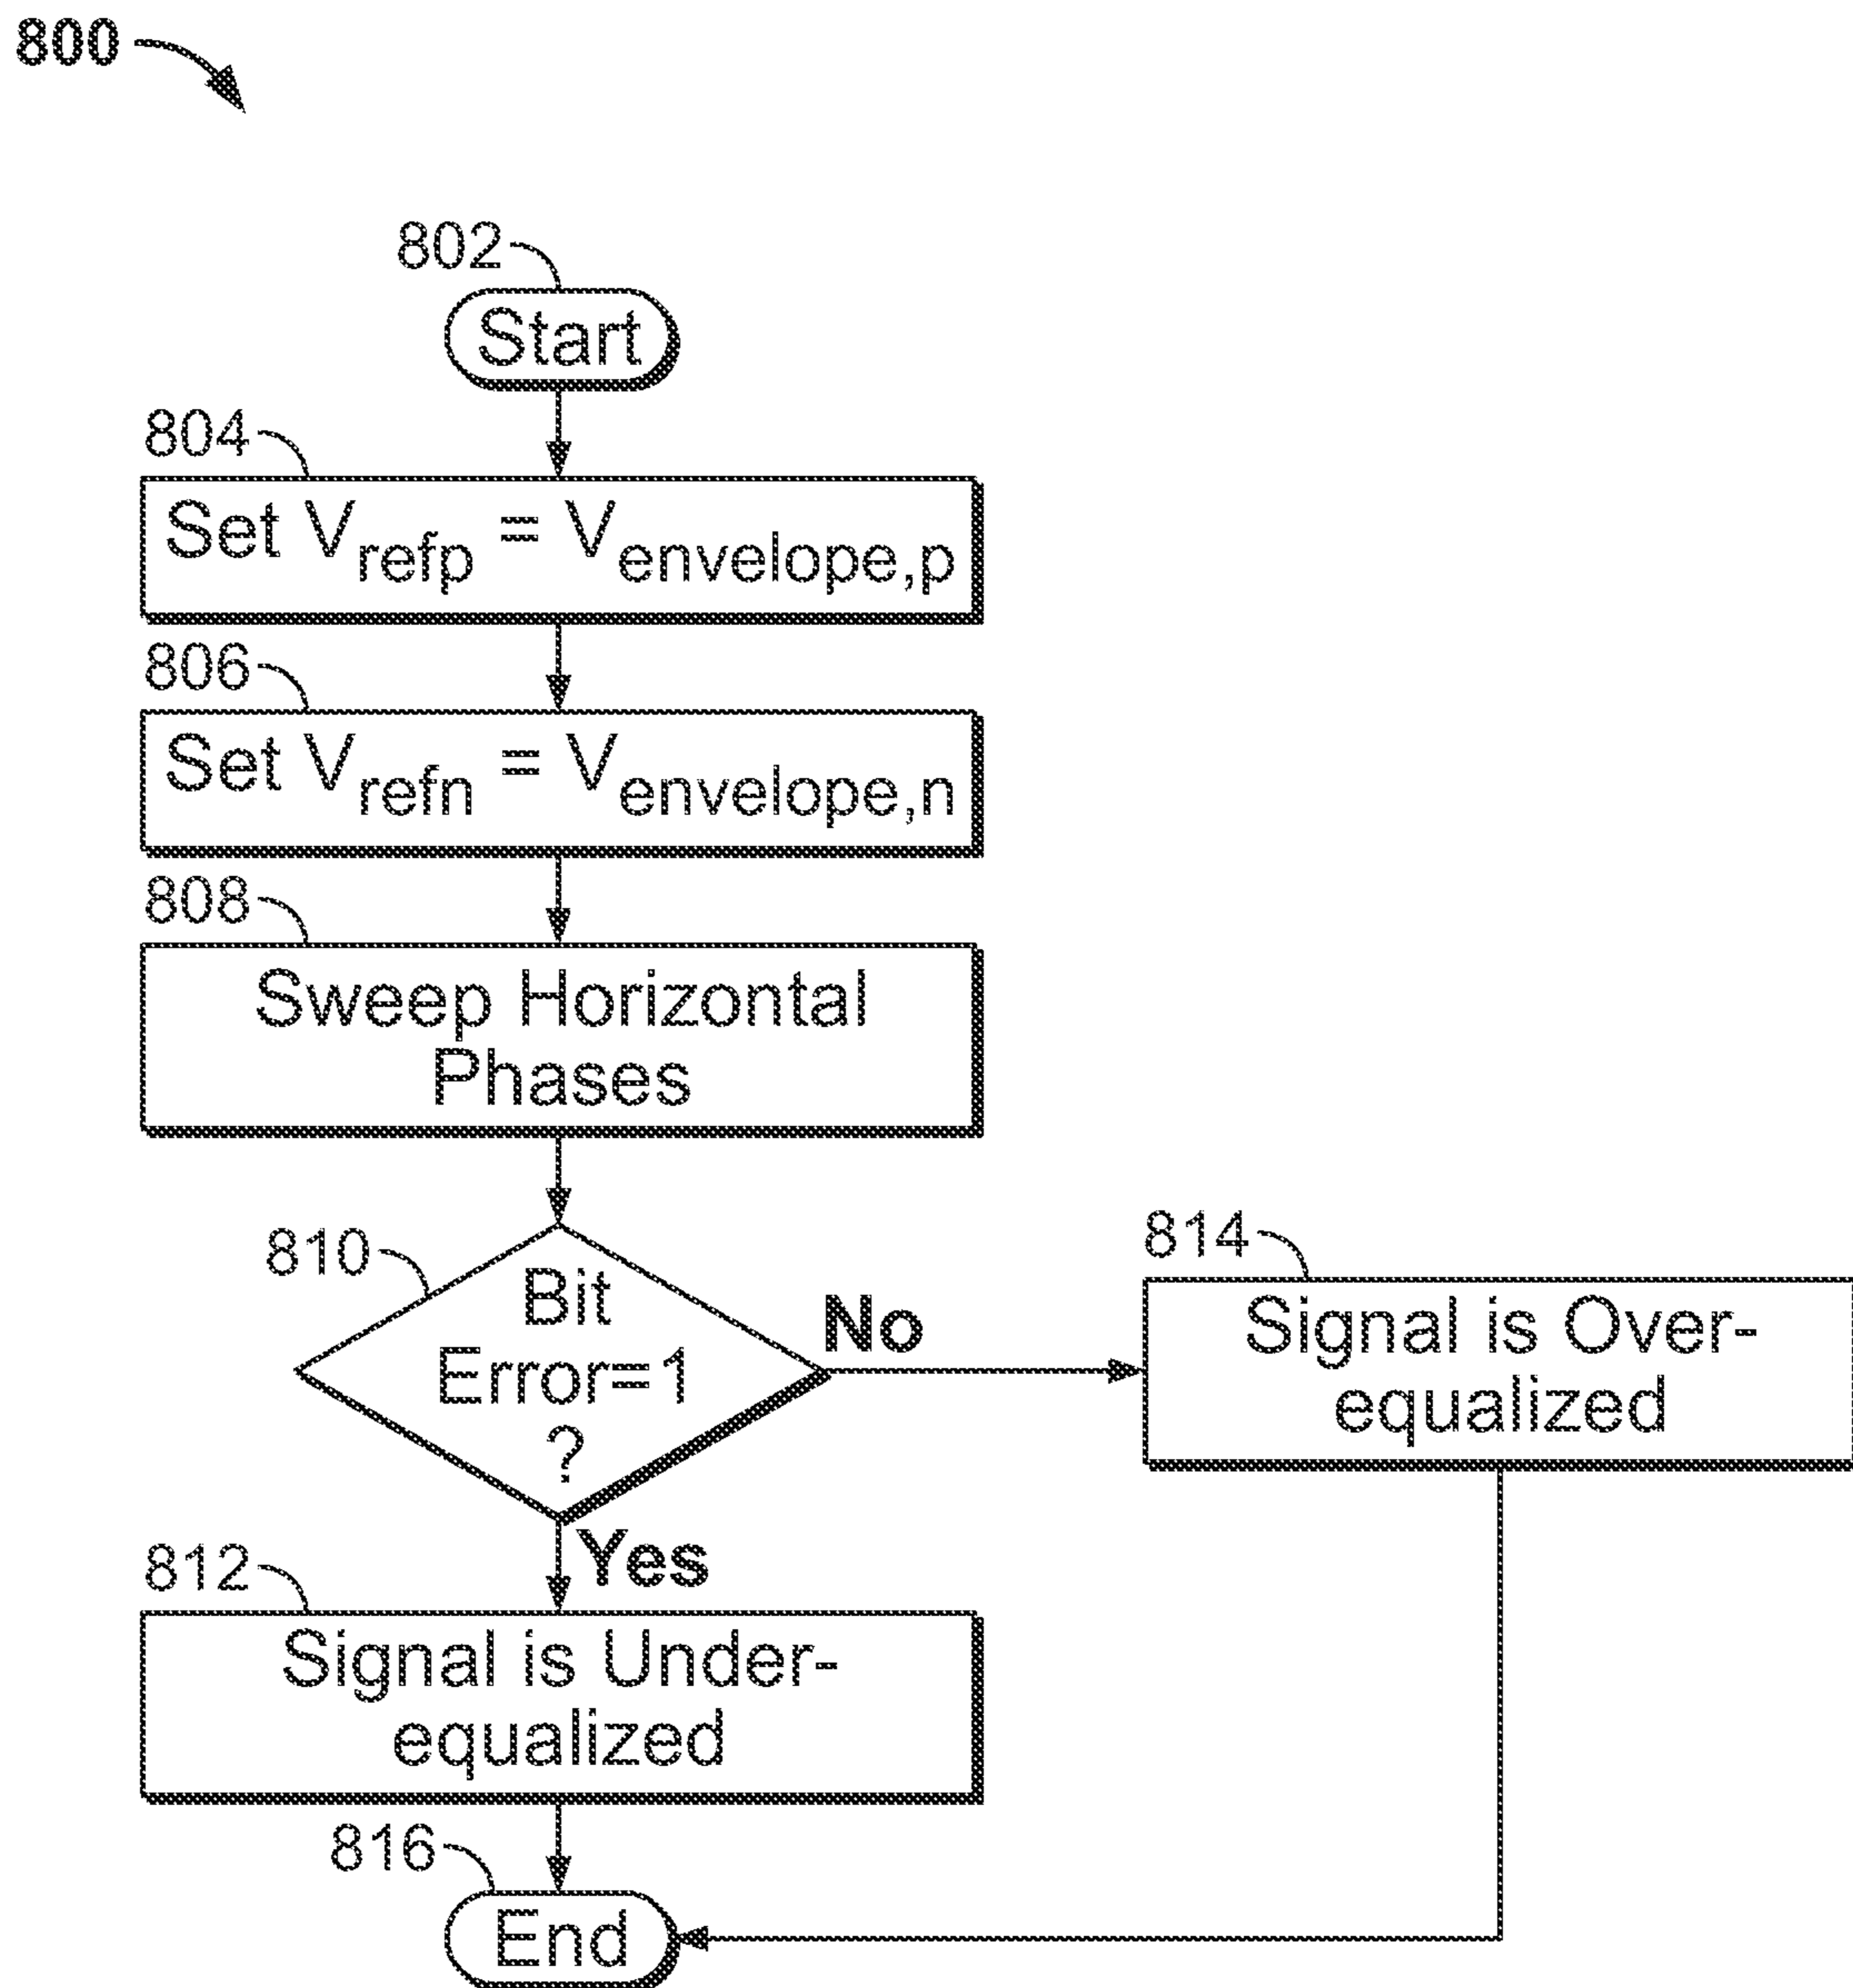 800
802
Start
804
Set Vrefp = Venvelope,p
806
Set Vrefn = Venvelope,n
808
Sweep Horizontal
Phases
810
Bit
Error=1
?
No
814
Signal is Over-
equalized
Yes
812
Signal is Under-
equalized
816
End